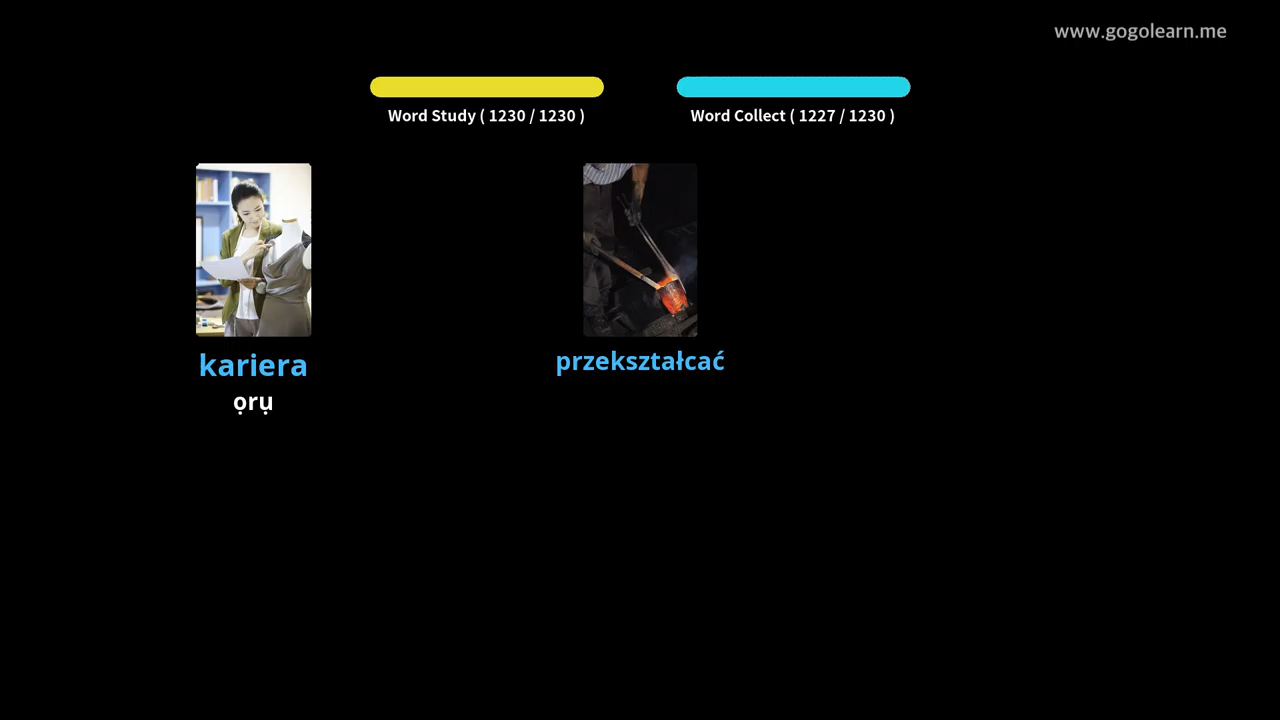 www.gogolearn.me
Word Study ( 1230 / 1230 )
Word Collect ( 1227 / 1230 )
kariera
ọrụ
przekształcać